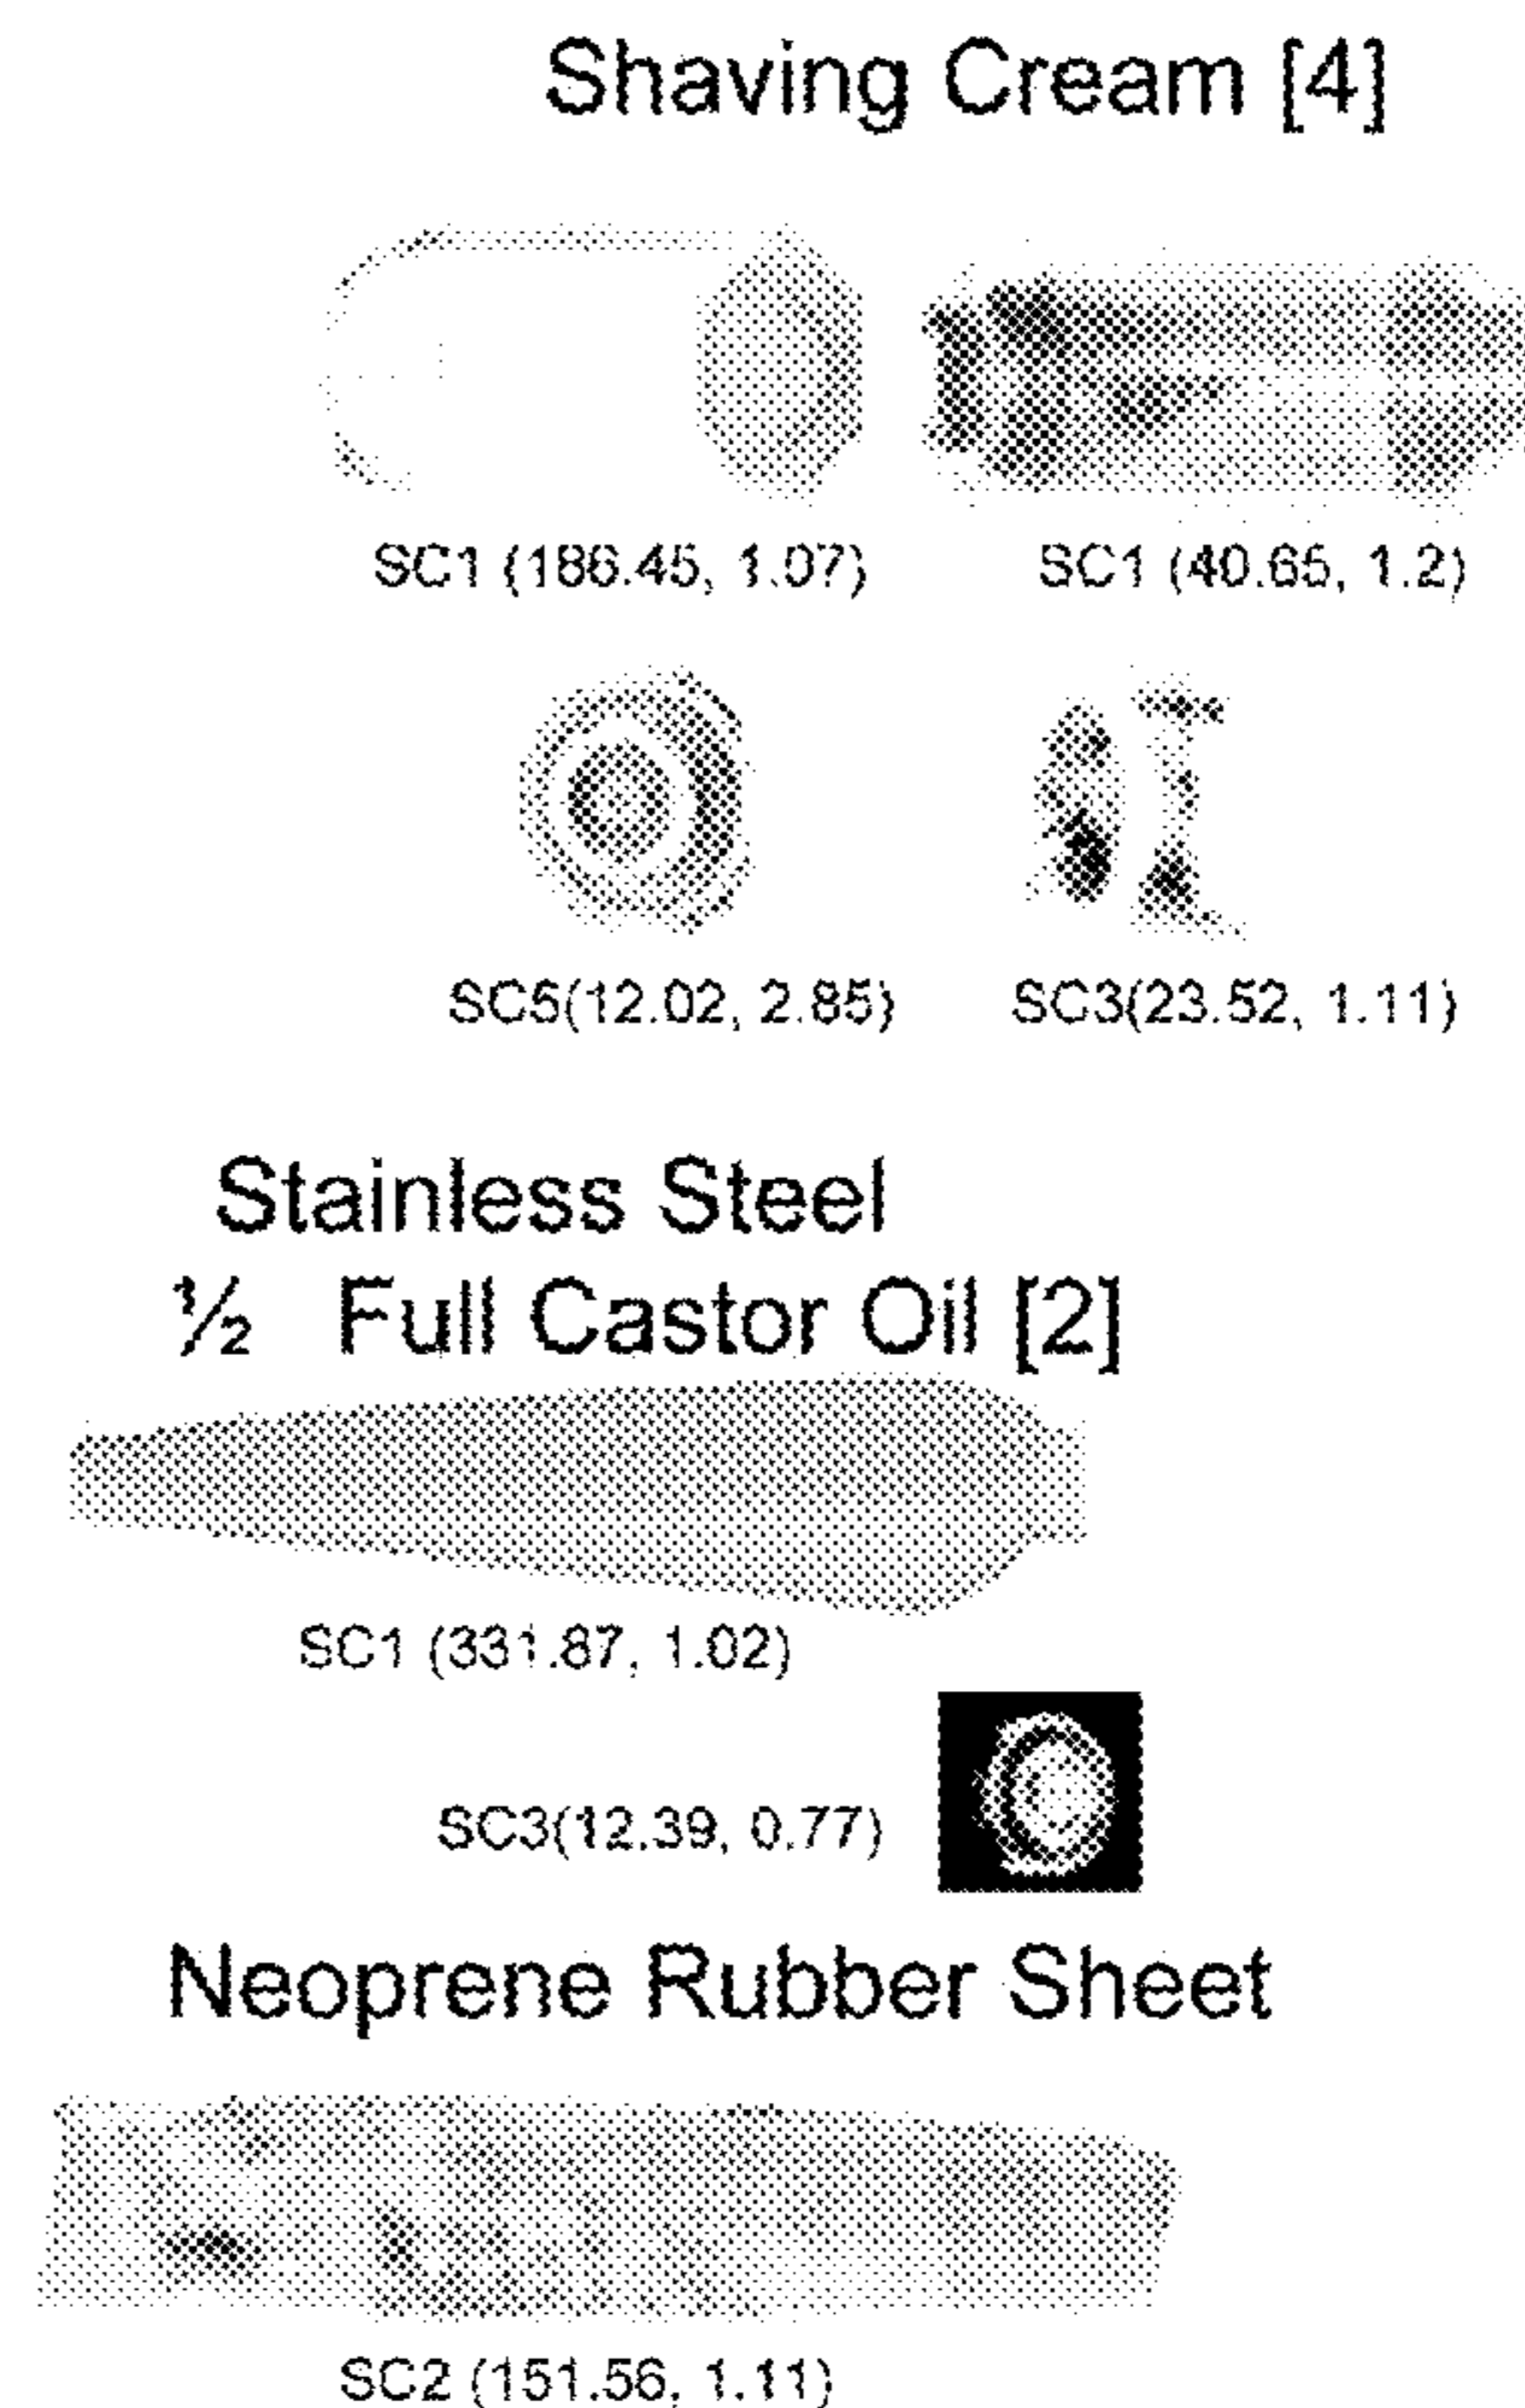 Shaving Cream [4]
SC1 (186.45, 1.07) SC1 (40.65, 1.2)
SC5(12.02, 2.85) SC3(23.52, 1.11)
Stainless Steel
½ Full Castor Oil [2]
SC1 (331.87, 1.02)
SC3(12.39, 0.77)
Neoprene Rubber Sheet
SC2 (151.56, 1.11)